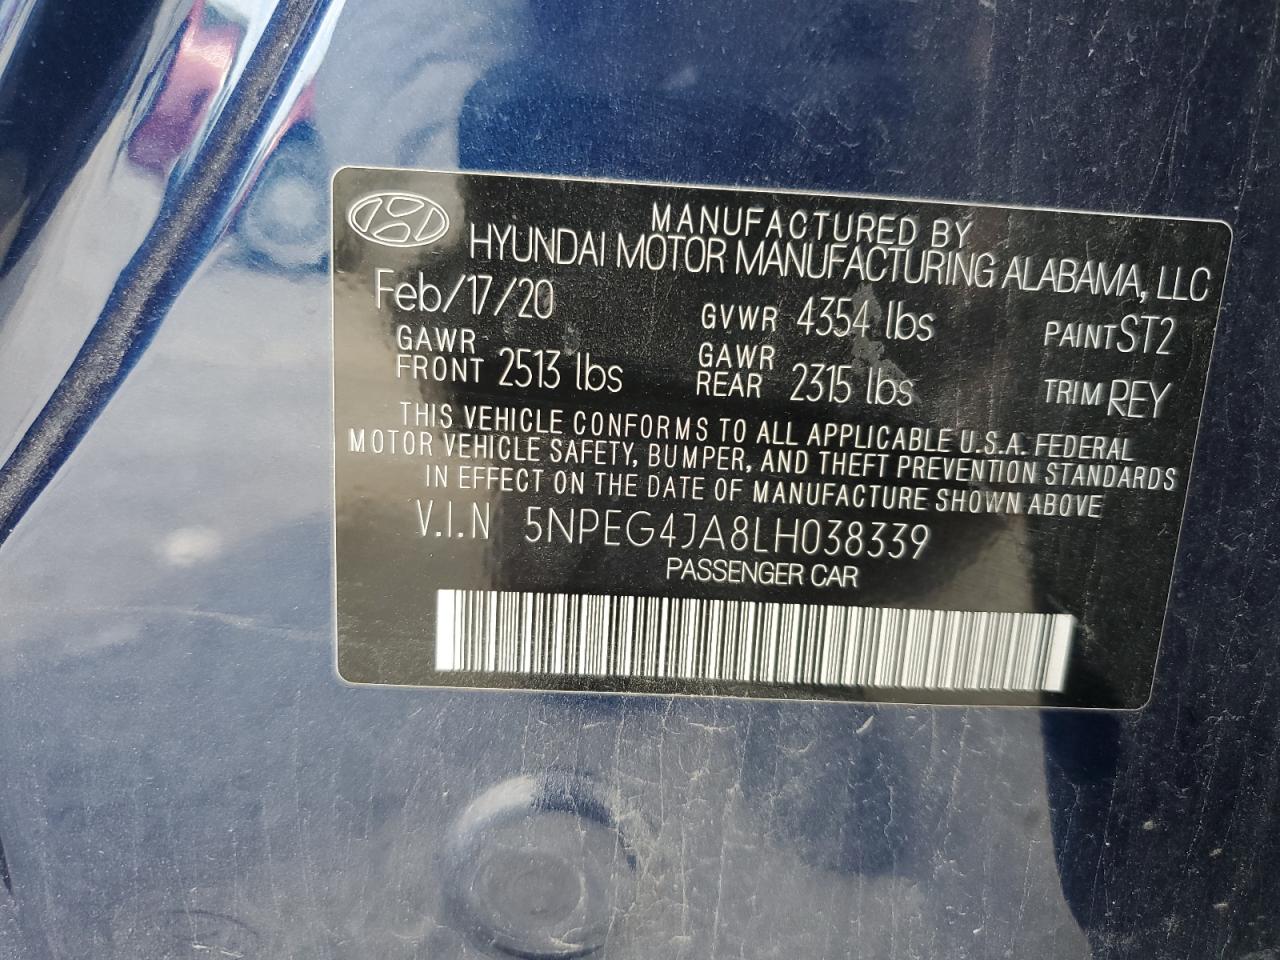 MANUFACTURED BY
HYUNDAI MOTOR MANUFACTURING ALABAMA, LLC
Feb/17/20
GVWR 4354 lbs
PAINT ST2
GAWR
FRONT 2513 lbs
GAWR
REAR 2315 lbs
TRIM REY
THIS VEHICLE CONFORMS TO ALL APPLICABLE U.S.A. FEDERAL
MOTOR VEHICLE SAFETY, BUMPER, AND THEFT PREVENTION STANDARDS
IN EFFECT ON THE DATE OF MANUFACTURE SHOWN ABOVE
V.I.N 5NPEG4JA8LH038339
PASSENGER CAR